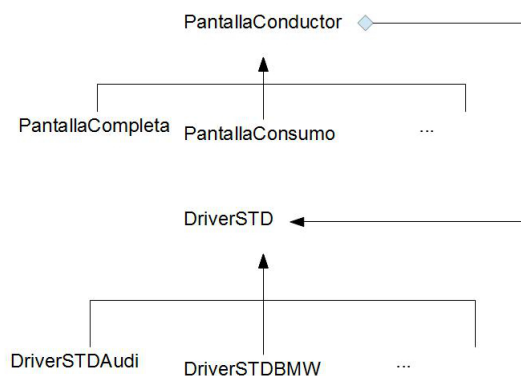 PantallaConductor
PantallaCompleta
PantallaConsumo
...
DriverSTD
DriverSTDAudi
DriverSTDBMW
...